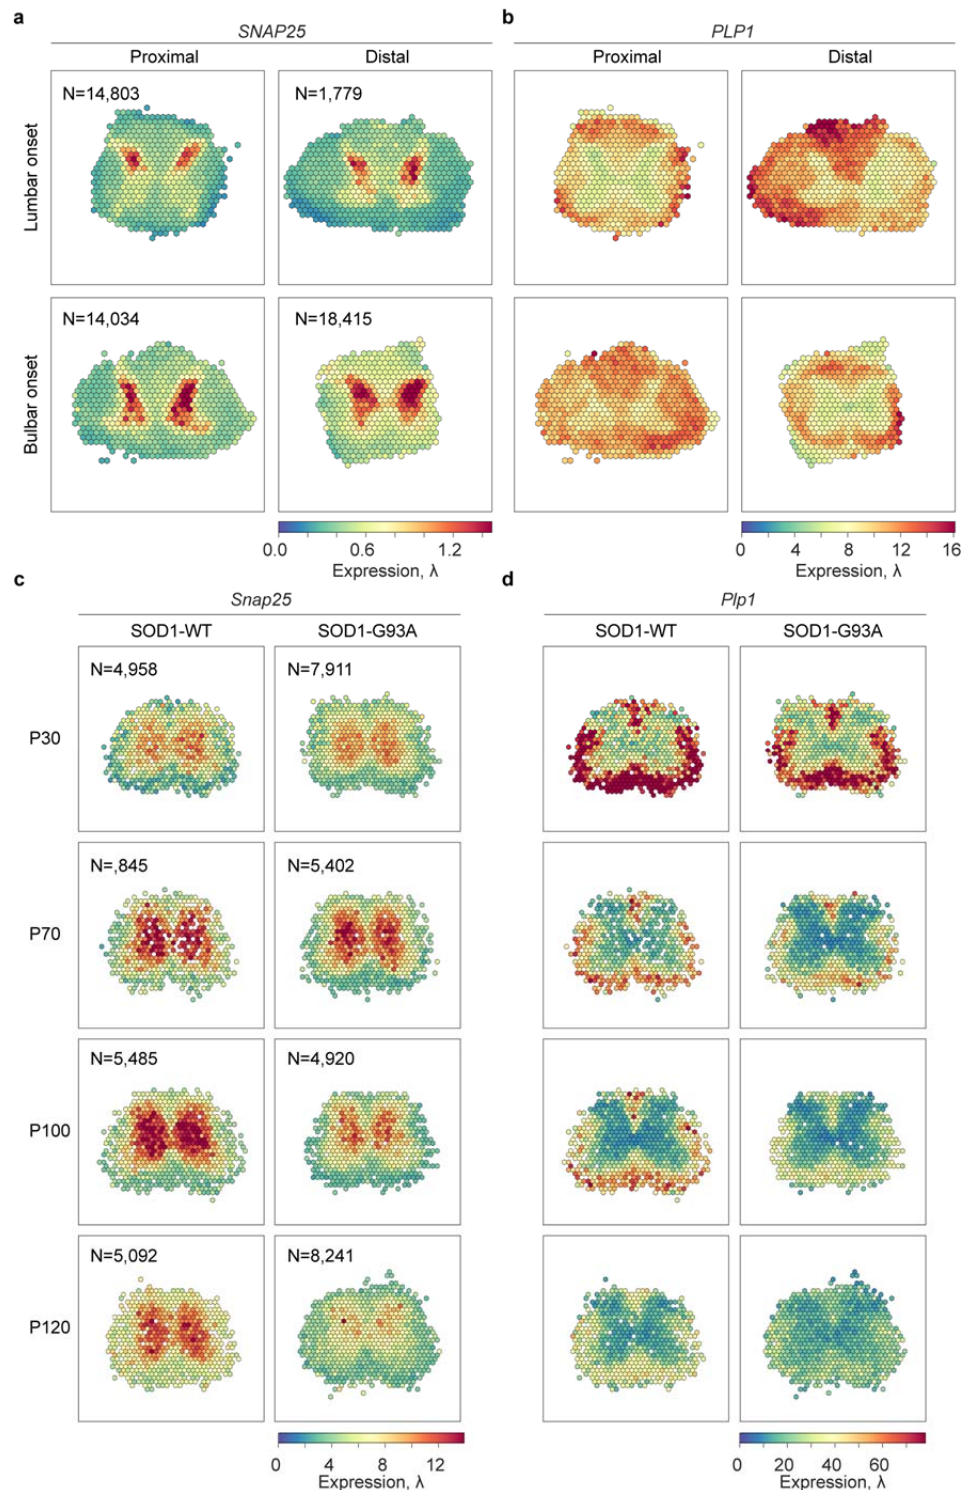 a
SNAP25
Proximal Distal
Lumbar onset
N=14,803
N=1,779
Bulbar onset
N=14,034
N=18,415
0.0 0.6 1.2
Expression, λ
b
PLP1
Proximal Distal
0 4 8 12 16
Expression, λ
c
Snap25
SOD1-WT SOD1-G93A
P30
N=4,958
N=7,911
P70
N=,845
N=5,402
P100
N=5,485
N=4,920
P120
N=5,092
N=8,241
0 4 8 12
Expression, λ
d
Plp1
SOD1-WT SOD1-G93A
0 20 40 60
Expression, λ